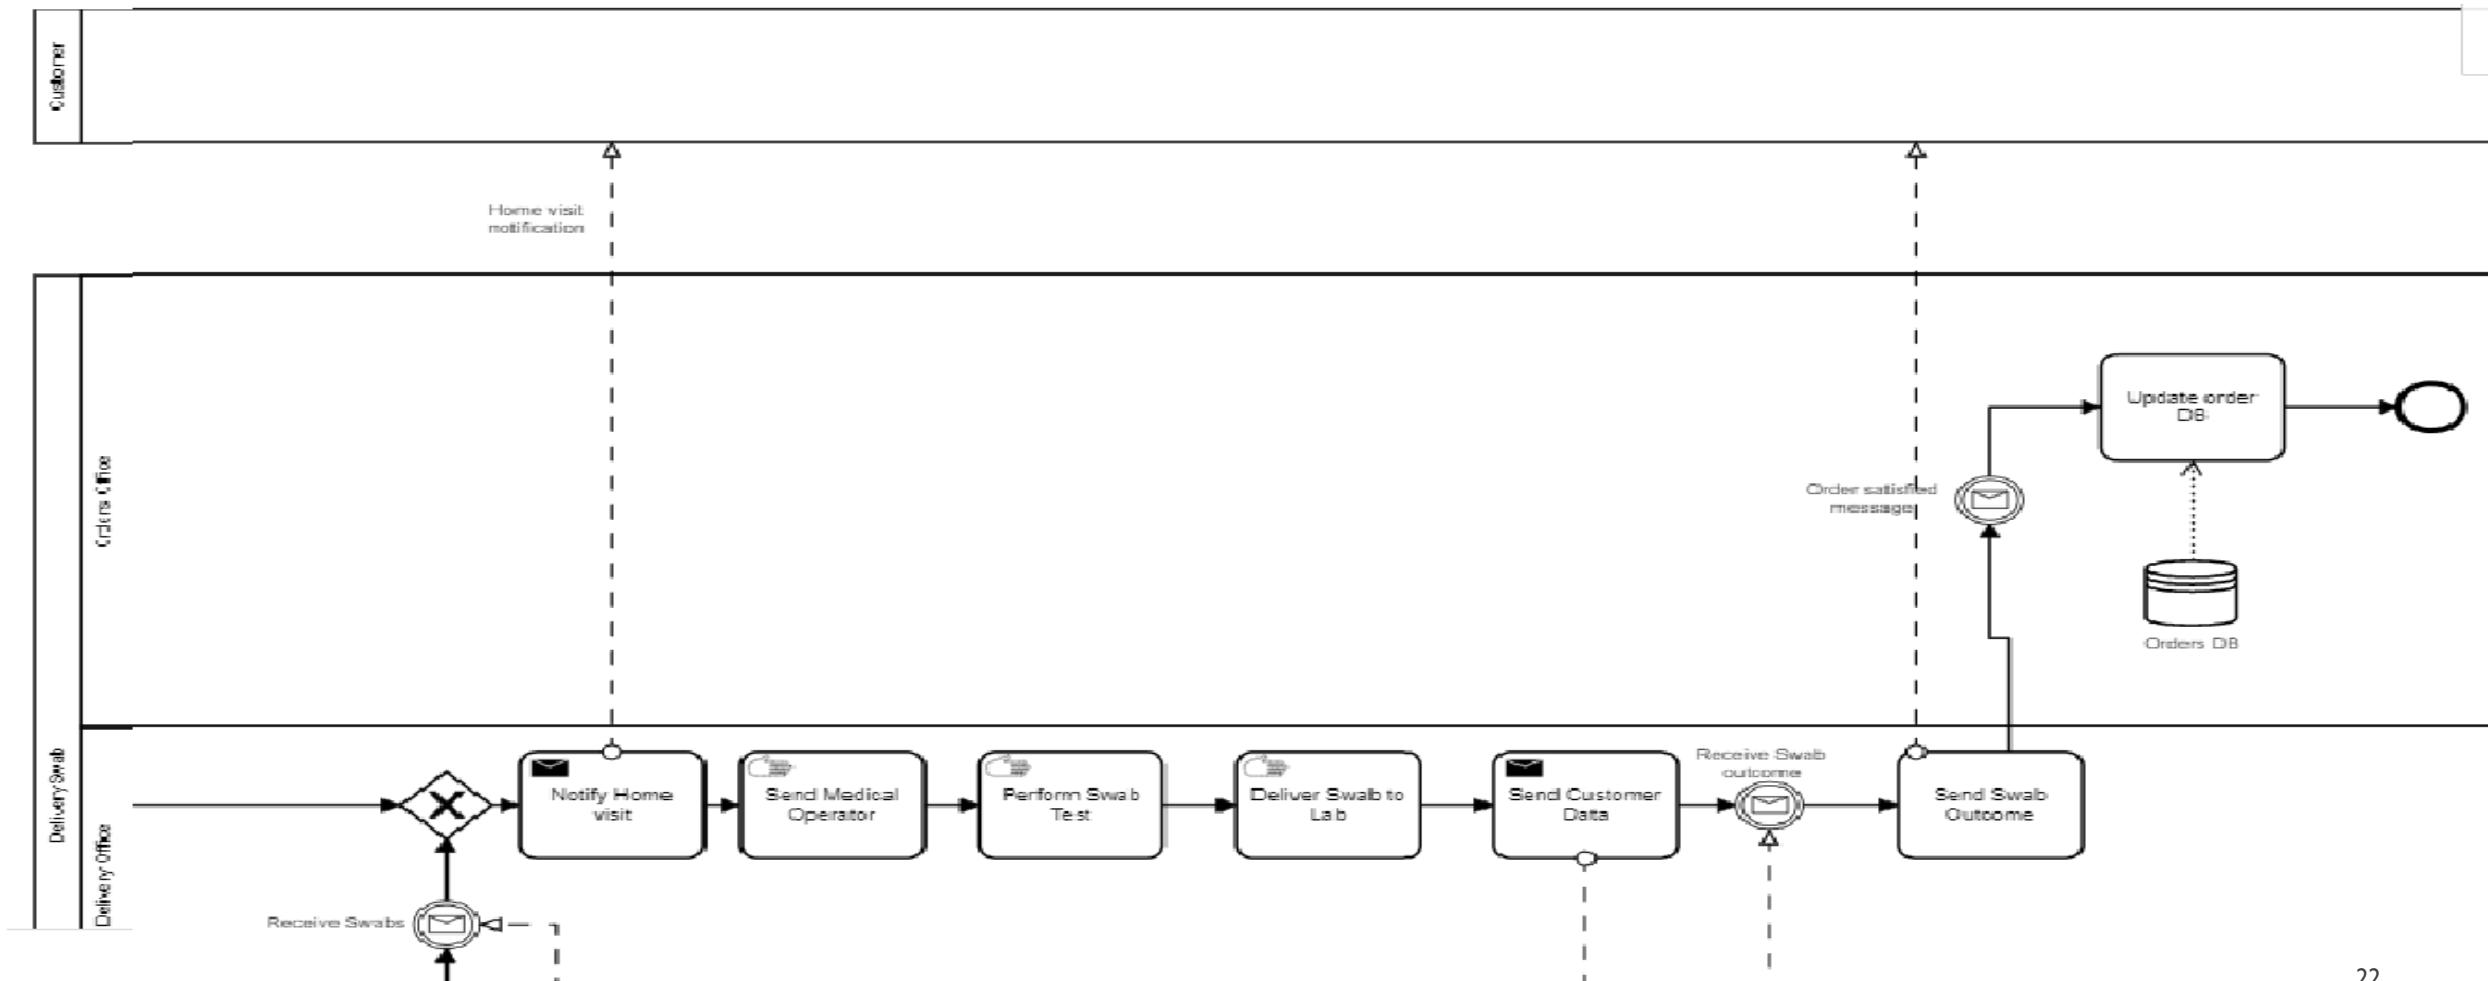 Customer
Home visit
notification
Delivery Swab
Orders Office
Update order
DB
Order satisfied
message
Orders DB
Delivery Office
Notify Home
visit
Send Medical
Operator
Perform Swab
Test
Deliver Swab to
Lab
Send Customer
Data
Receive Swab
outcome
Send Swab
Outcome
Receive Swabs
22